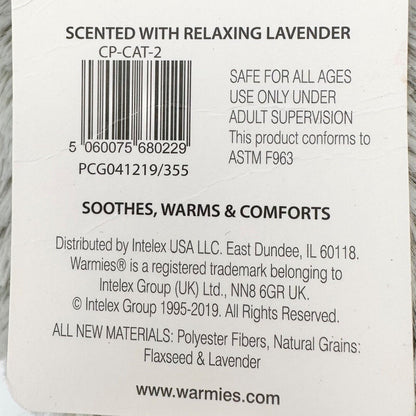 SCENTED WITH RELAXING LAVENDER
CP-CAT-2
5 060075 680229
PCG041219/355
SAFE FOR ALL AGES
USE ONLY UNDER
ADULT SUPERVISION
This product conforms to
ASTM F963
SOOTHES, WARMS & COMFORTS
Distributed by Intelex USA LLC. East Dundee, IL 60118.
Warmies® is a registered trademark belonging to
Intelex Group (UK) Ltd., NN8 6GR UK.
© Intelex Group 1995-2019. All Rights Reserved.
ALL NEW MATERIALS: Polyester Fibers, Natural Grains:
Flaxseed & Lavender
www.warmies.com